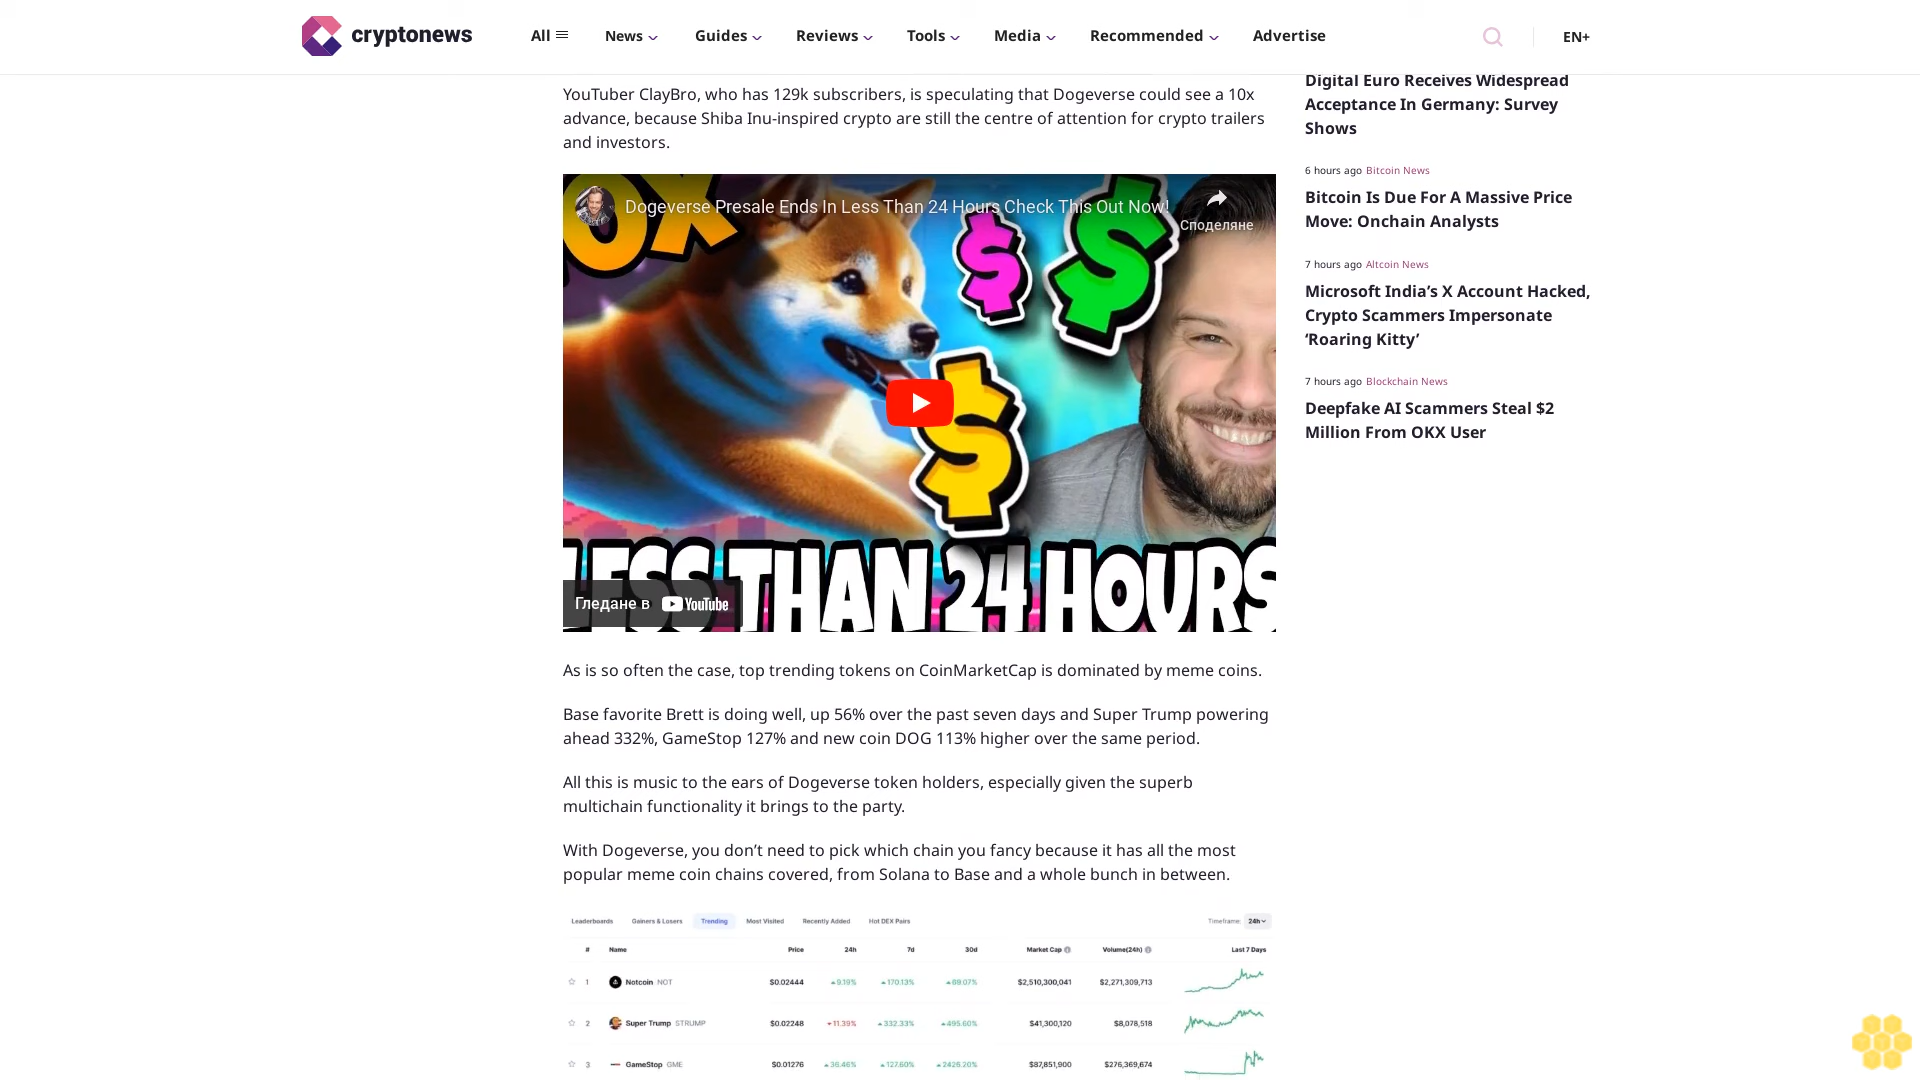 cryptonews
All
News
Guides
Reviews
Tools
Media
Recommended
Advertise
EN+
YouTuber ClayBro, who has 129k subscribers, is speculating that Dogeverse could see a 10x
advance, because Shiba Inu-inspired crypto are still the centre of attention for crypto trailers
and investors.
Dogeverse Presale Ends In Less Than 24 Hours Check This Out Now!
Споделяне
LESS THAN 24 HOURS
Гледане в YouTube
As is so often the case, top trending tokens on CoinMarketCap is dominated by meme coins.
Base favorite Brett is doing well, up 56% over the past seven days and Super Trump powering
ahead 332%, GameStop 127% and new coin DOG 113% higher over the same period.
All this is music to the ears of Dogeverse token holders, especially given the superb
multichain functionality it brings to the party.
With Dogeverse, you don’t need to pick which chain you fancy because it has all the most
popular meme coin chains covered, from Solana to Base and a whole bunch in between.
Leaderboards Gainers & Losers Trending Most Visited Recently Added Hot DEX Pairs Timeframe: 24h
# Name Price 24h 7d 30d Market Cap Volume(24h) Last 7 Days
1 Notcoin NOT $0.02444 9.18% 170.13% 69.07% $2,510,300,041 $2,271,309,713
2 Super Trump STRUMP $0.02248 11.39% 332.33% 495.60% $41,300,120 $8,078,518
3 GameStop GME $0.01276 36.46% 127.60% 2426.20% $87,851,900 $276,369,674
Digital Euro Receives Widespread
Acceptance In Germany: Survey
Shows
6 hours ago Bitcoin News
Bitcoin Is Due For A Massive Price
Move: Onchain Analysts
7 hours ago Altcoin News
Microsoft India’s X Account Hacked,
Crypto Scammers Impersonate
‘Roaring Kitty’
7 hours ago Blockchain News
Deepfake AI Scammers Steal $2
Million From OKX User